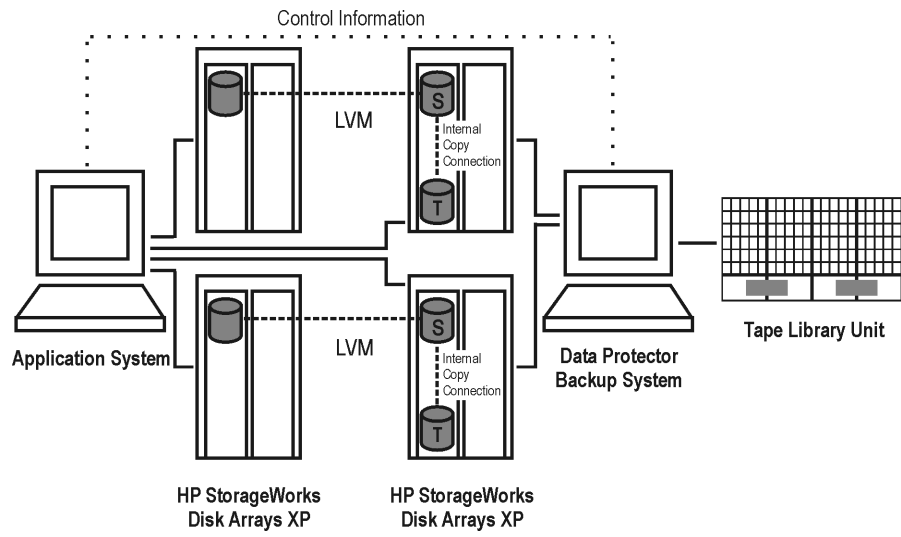 Control Information
LVM
S
Internal
Copy
Connection
T
Application System
LVM
S
Internal
Copy
Connection
T
Data Protector
Backup System
Tape Library Unit
HP StorageWorks
Disk Arrays XP
HP StorageWorks
Disk Arrays XP